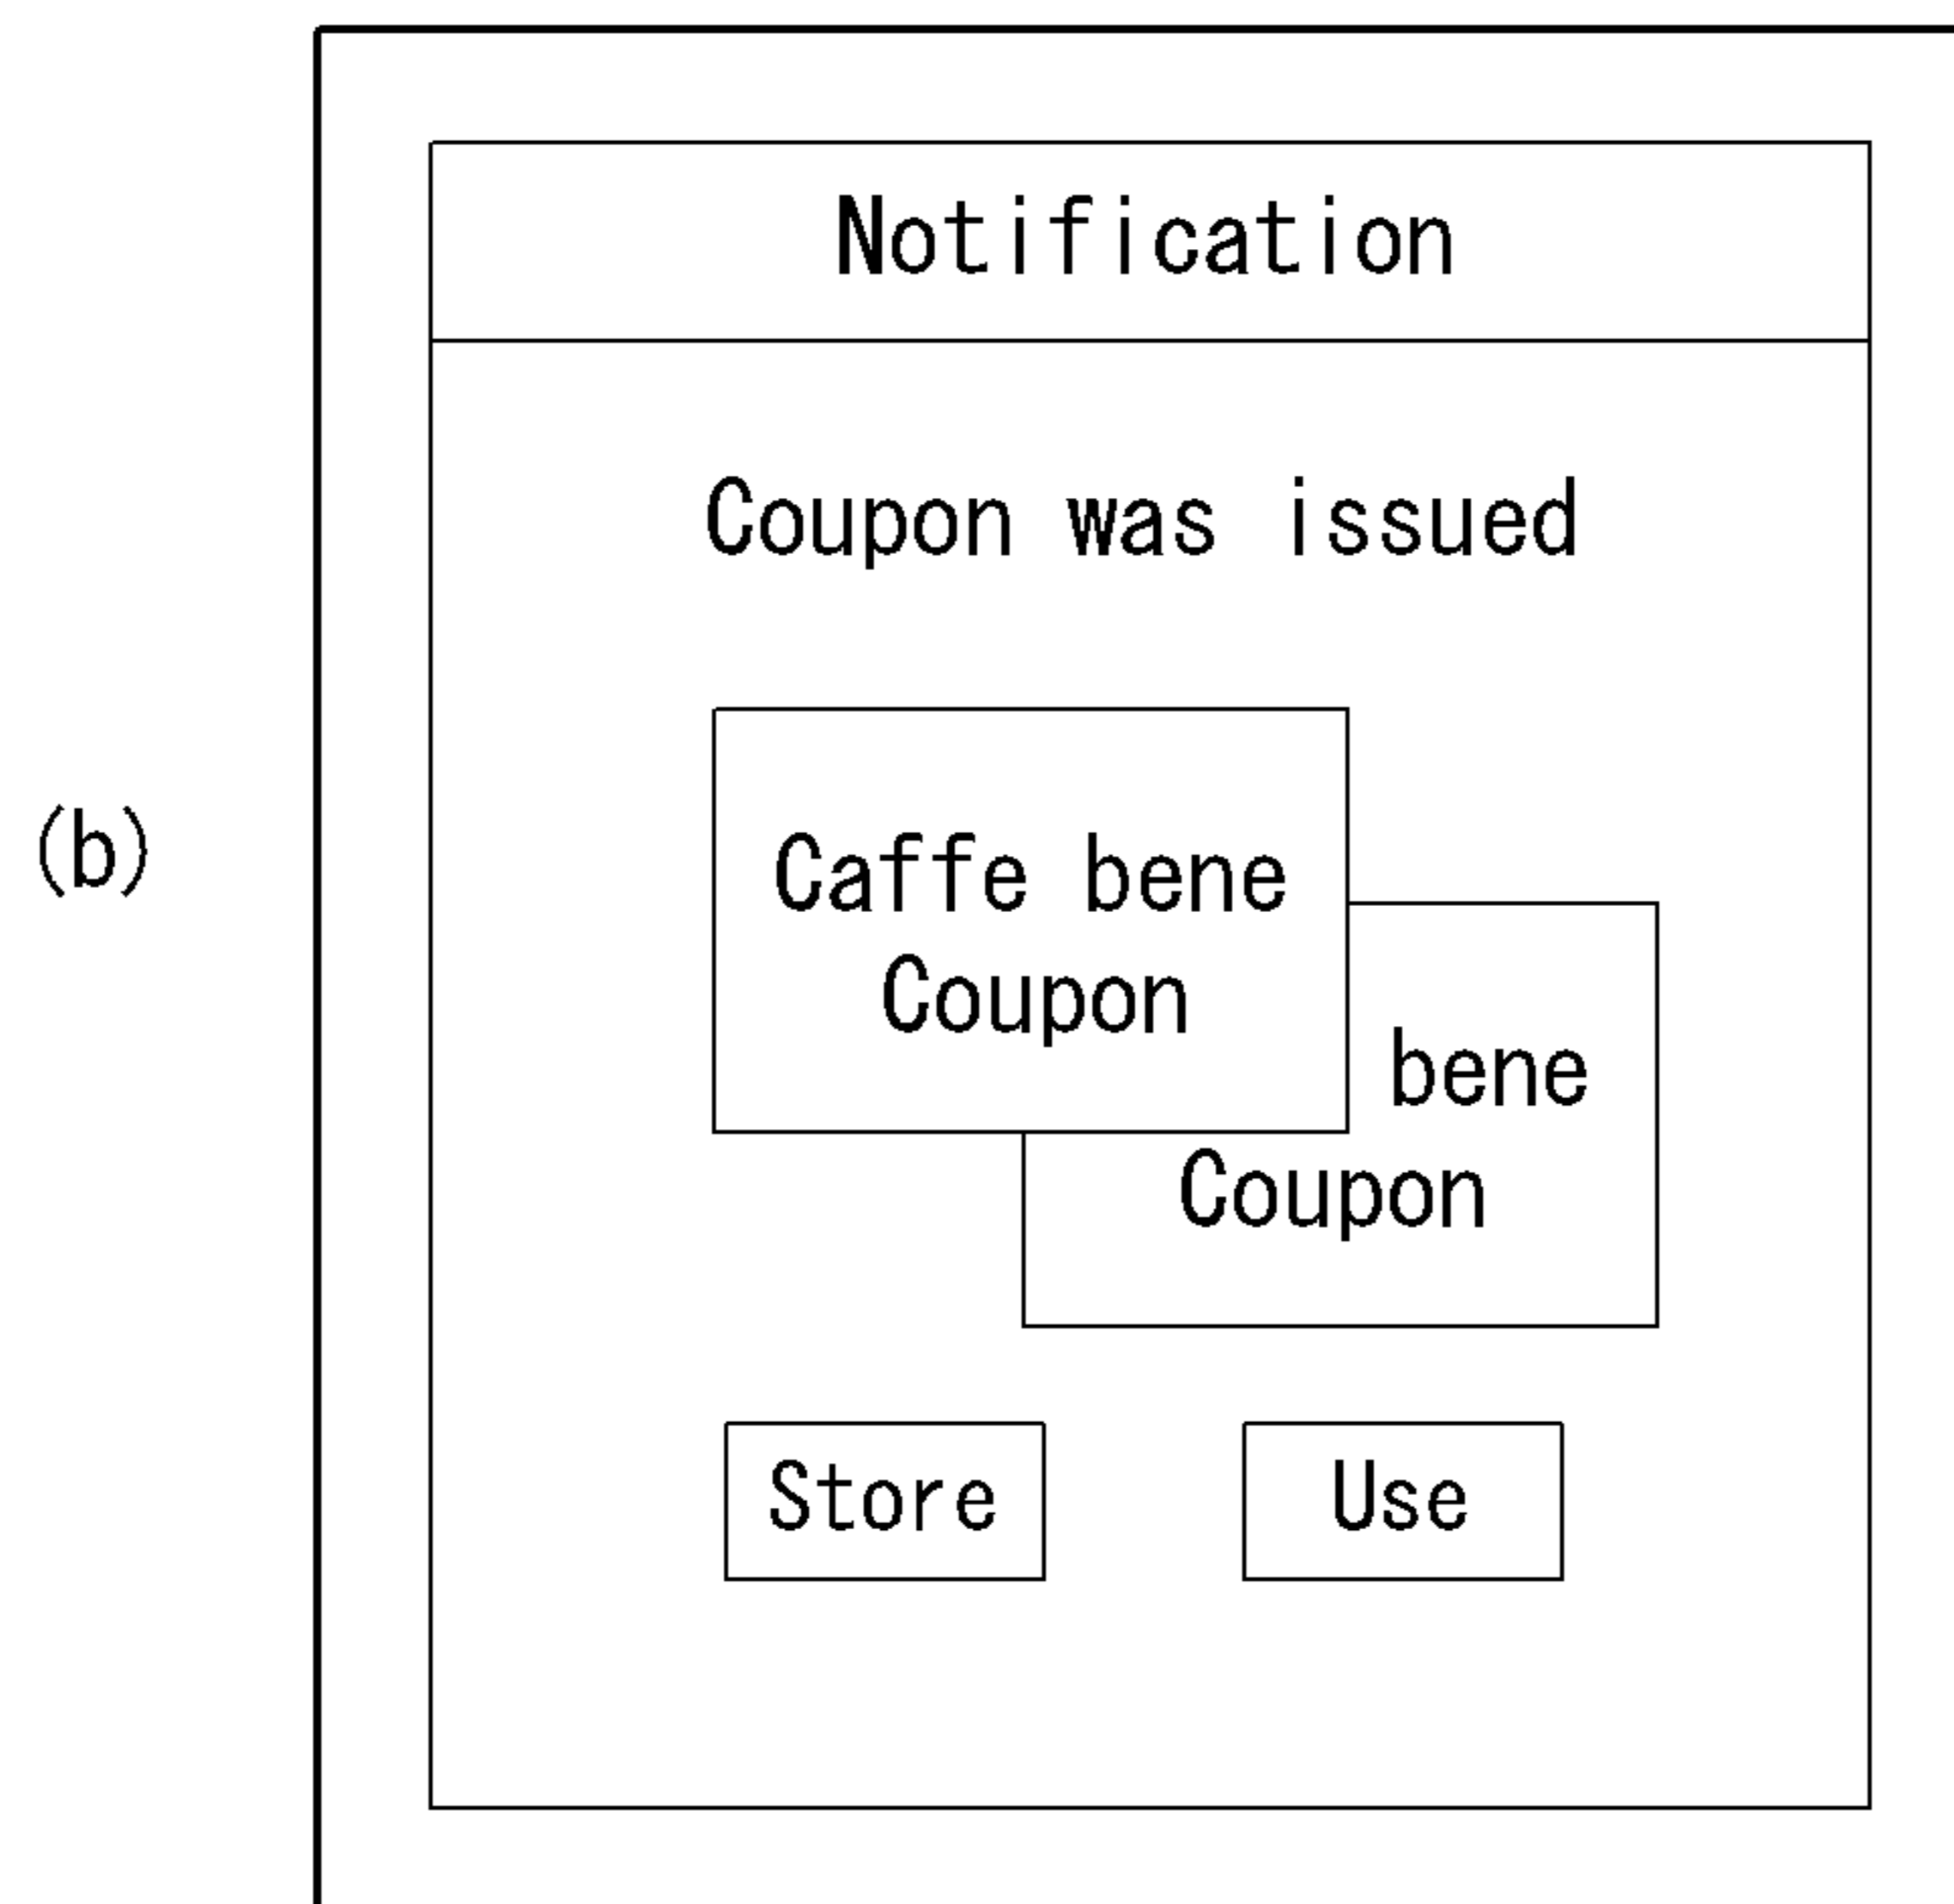 Notification
Coupon was issued
(b)
Caffe bene
Coupon
bene
Coupon
Store
Use